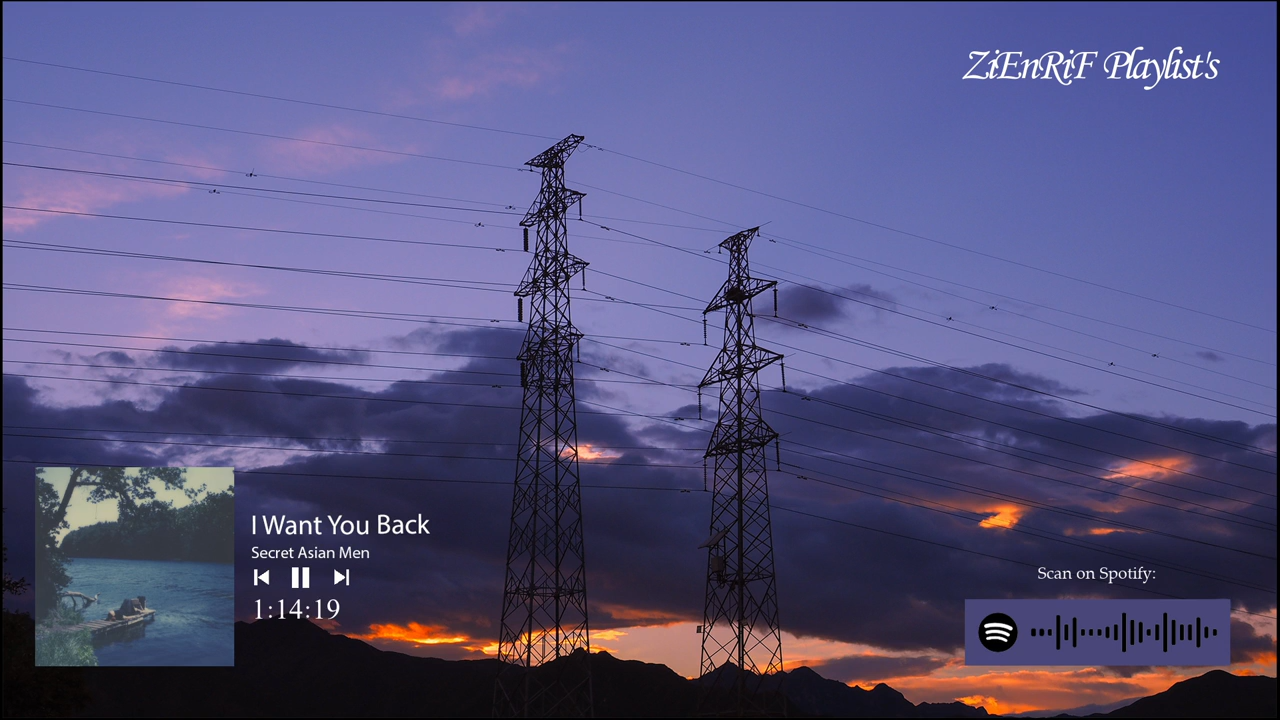 ZiEnRiF Playlist's
I Want You Back
Secret Asian Men
1:14:19
Scan on Spotify: